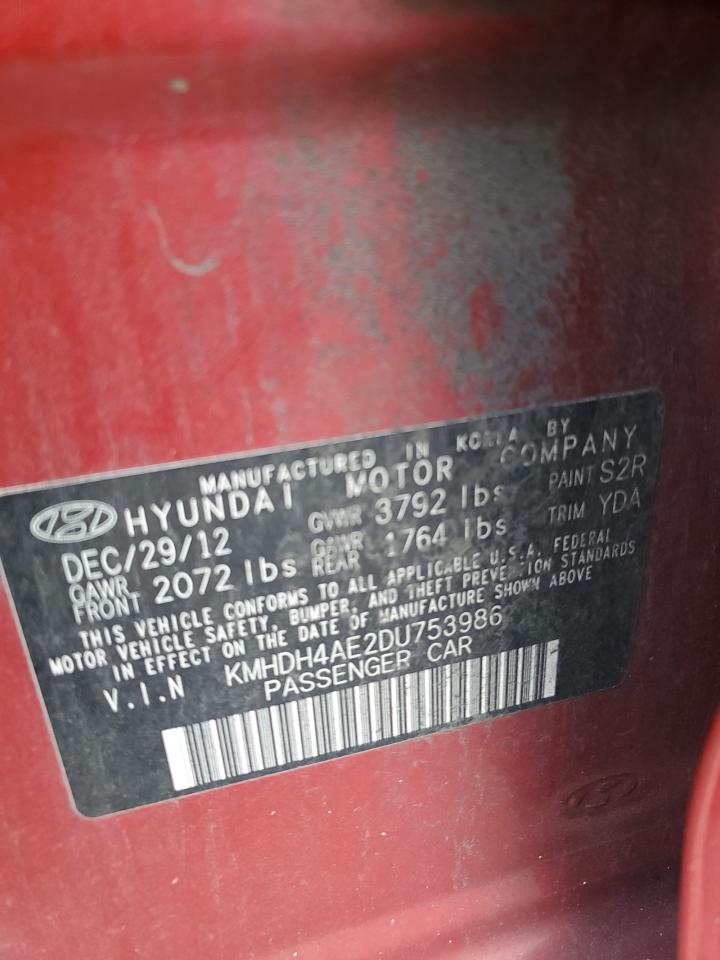 MANUFACTURED IN KOREA BY
HYUNDAI MOTOR COMPANY
DEC/29/12 GVWR 3792 lbs PAINT S2R
GAWR FRONT 2072 lbs GAWR REAR 1764 lbs TRIM YDA
THIS VEHICLE CONFORMS TO ALL APPLICABLE U.S.A. FEDERAL
MOTOR VEHICLE SAFETY, BUMPER, AND THEFT PREVENTION STANDARDS
IN EFFECT ON THE DATE OF MANUFACTURE SHOWN ABOVE
V.I.N KMHDH4AE2DU753986
PASSENGER CAR